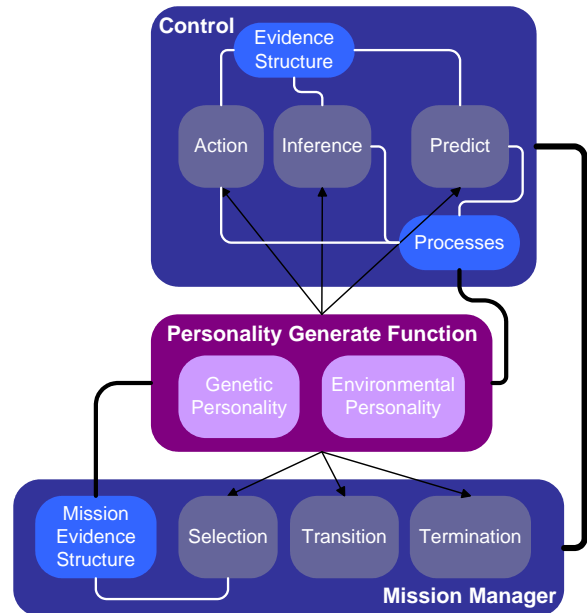 Control
Evidence
Structure
Action
Inference
Predict
Processes
Personality Generate Function
Genetic
Personality
Environmental
Personality
Mission
Evidence
Structure
Selection
Transition
Termination
Mission Manager